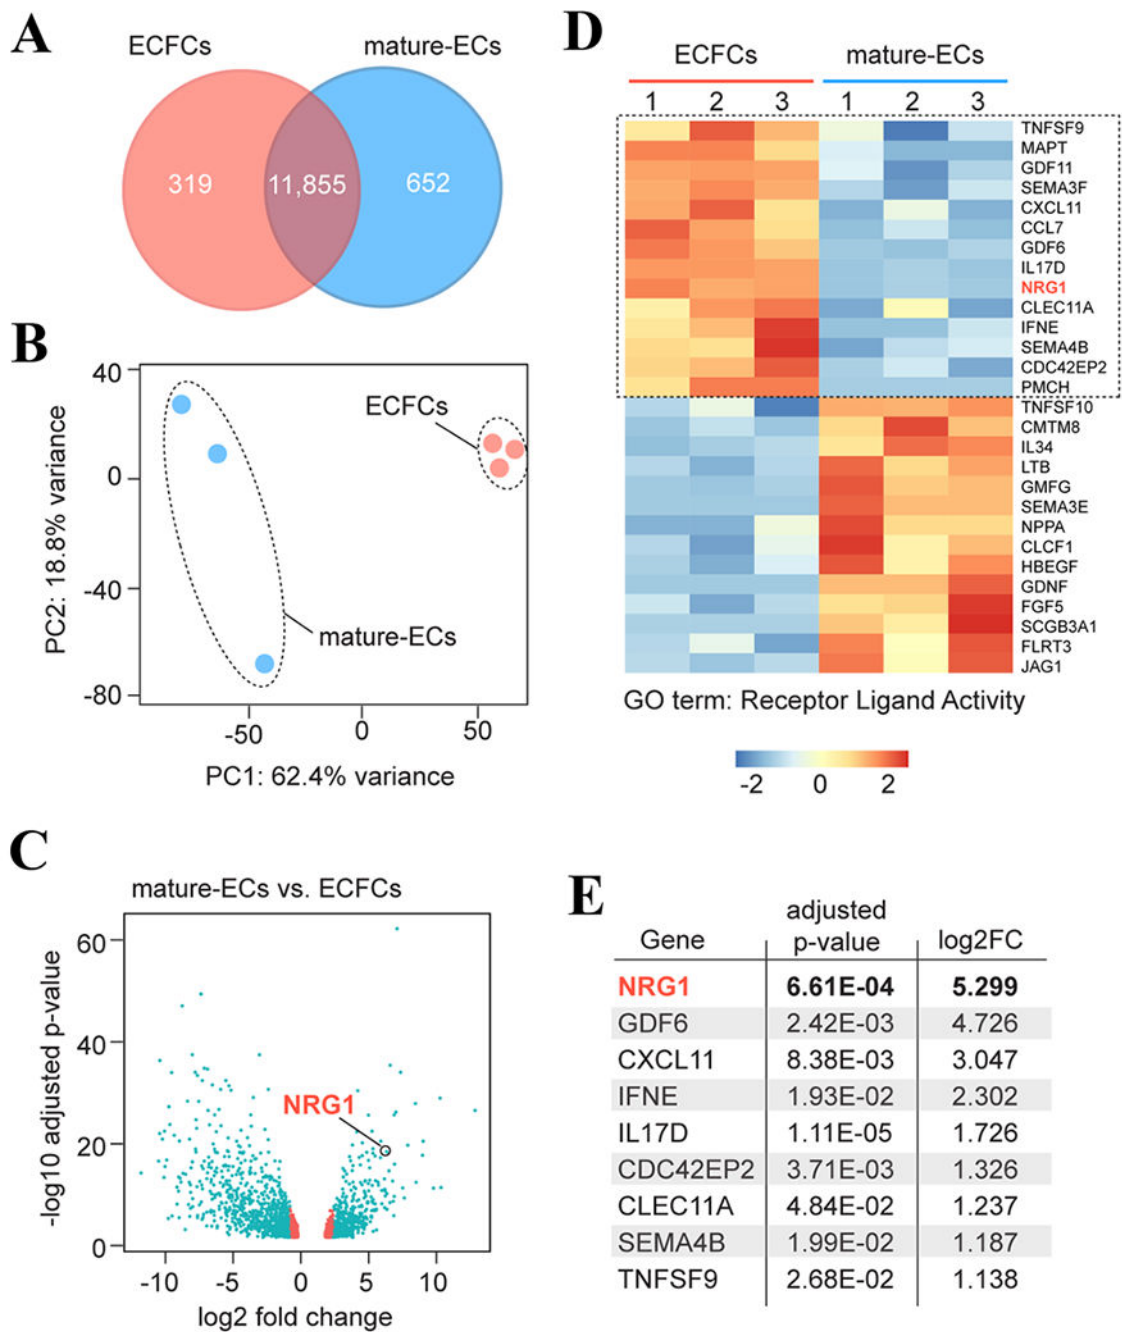 A
ECFCs
mature-ECs
319
11,855
652
B
40
0
-40
-80
PC2: 18.8% variance
ECFCs
mature-ECs
-50
0
50
PC1: 62.4% variance
C
mature-ECs vs. ECFCs
60
40
20
0
-log10 adjusted p-value
NRG1
-10
-5
0
5
10
log2 fold change
D
ECFCs
mature-ECs
1 2 3 1 2 3
TNFSF9
MAPT
GDF11
SEMA3F
CXCL11
CCL7
GDF6
IL17D
NRG1
CLEC11A
IFNE
SEMA4B
CDC42EP2
PMCH
TNFSF10
CMTM8
IL34
LTB
GMFG
SEMA3E
NPPA
CLCF1
HBEGF
GDNF
FGF5
SCGB3A1
FLRT3
JAG1
GO term: Receptor Ligand Activity
-2 0 2
E
Gene adjusted p-value log2FC
NRG1 6.61E-04 5.299
GDF6 2.42E-03 4.726
CXCL11 8.38E-03 3.047
IFNE 1.93E-02 2.302
IL17D 1.11E-05 1.726
CDC42EP2 3.71E-03 1.326
CLEC11A 4.84E-02 1.237
SEMA4B 1.99E-02 1.187
TNFSF9 2.68E-02 1.138